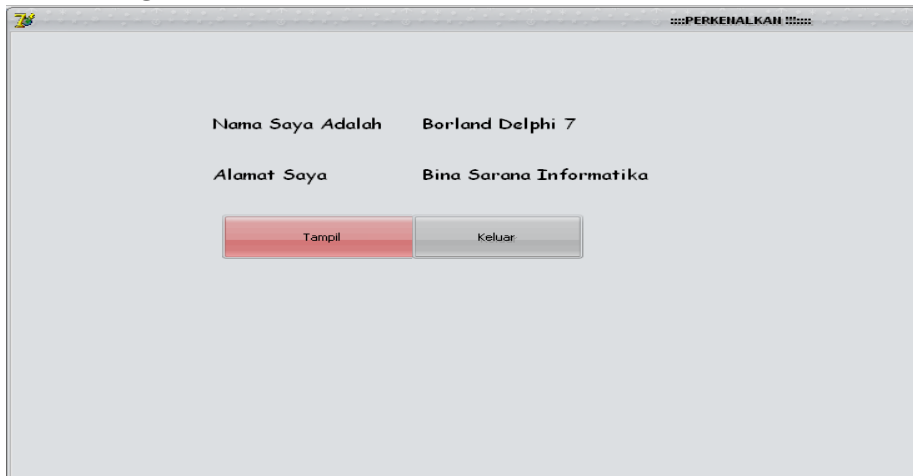 ::::PERKENALKAN !!!::::
Nama Saya Adalah Borland Delphi 7
Alamat Saya Bina Sarana Informatika
Tampil Keluar